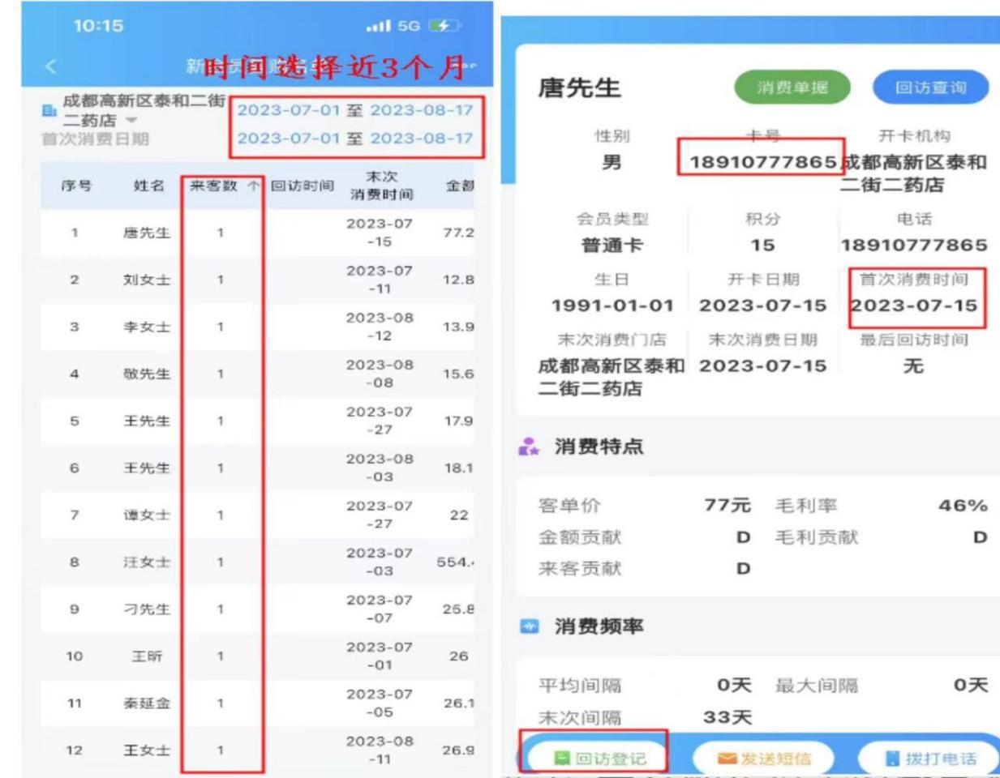 10:15
5G
时间选择近3个月
成都高新区泰和二街
二药店
2023-07-01 至 2023-08-17
首次消费日期
2023-07-01 至 2023-08-17
序号 姓名 来客数 ↑ 回访时间 末次消费时间 金额
1 唐先生 1 2023-07-15 77.2
2 刘女士 1 2023-07-11 12.8
3 李女士 1 2023-08-12 13.9
4 敬先生 1 2023-08-08 15.6
5 王先生 1 2023-07-27 17.9
6 王先生 1 2023-08-03 18.1
7 谭女士 1 2023-07-27 22
8 汪女士 1 2023-07-03 554.
9 刁先生 1 2023-07-07 25.8
10 王昕 1 2023-07-01 26
11 秦延金 1 2023-07-05 26.1
12 王女士 1 2023-08-11 26.9
唐先生 消费单据 回访查询
性别 卡号 开卡机构
男 18910777865 成都高新区泰和二街二药店
会员类型 积分 电话
普通卡 15 18910777865
生日 开卡日期 首次消费时间
1991-01-01 2023-07-15 2023-07-15
末次消费门店 末次消费日期 最后回访时间
成都高新区泰和二街二药店 2023-07-15 无
消费特点
客单价 77元 毛利率 46%
金额贡献 D 毛利贡献 D
来客贡献 D
消费频率
平均间隔 0天 最大间隔 0天
末次间隔 33天
回访登记 发送短信 拨打电话